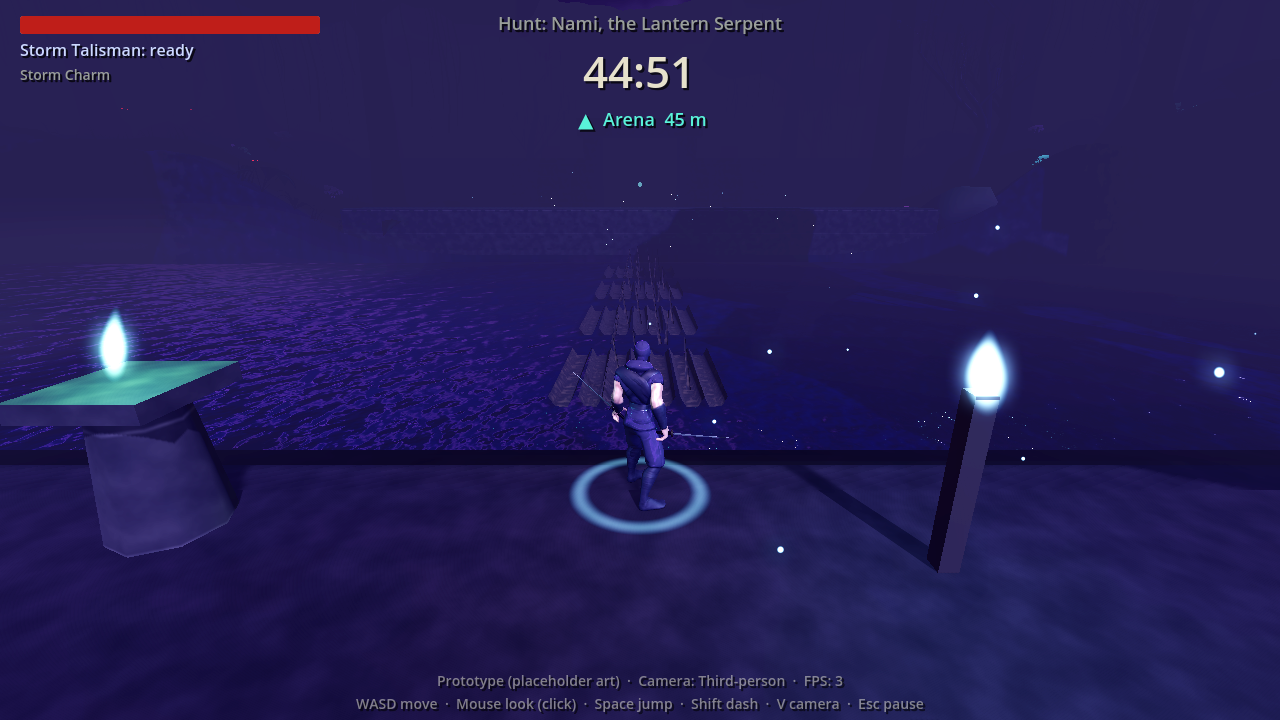 Storm Talisman: ready
Storm Charm
Hunt: Nami, the Lantern Serpent
44:51
▲ Arena 45 m
Prototype (placeholder art) · Camera: Third-person · FPS: 3
WASD move · Mouse look (click) · Space jump · Shift dash · V camera · Esc pause